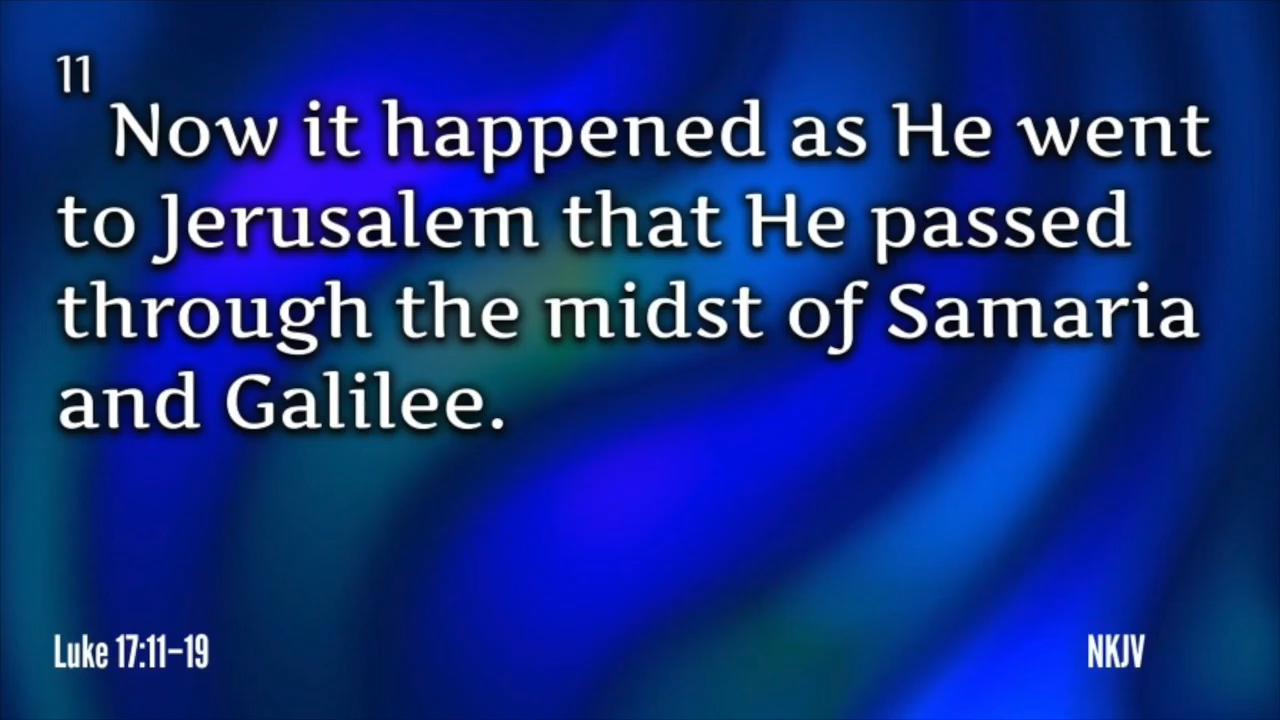 11
Now it happened as He went
to Jerusalem that He passed
through the midst of Samaria
and Galilee.
Luke 17:11–19
NKJV